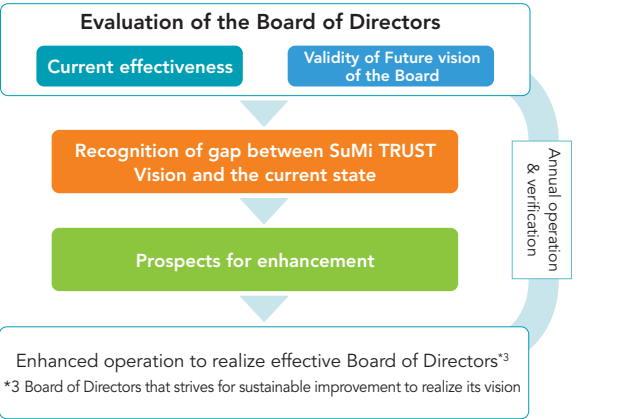 Evaluation of the Board of Directors
Current effectiveness
Validity of Future vision
of the Board
Recognition of gap between SuMi TRUST
Vision and the current state
Prospects for enhancement
Annual operation
& verification
Enhanced operation to realize effective Board of Directors*3
*3 Board of Directors that strives for sustainable improvement to realize its vision